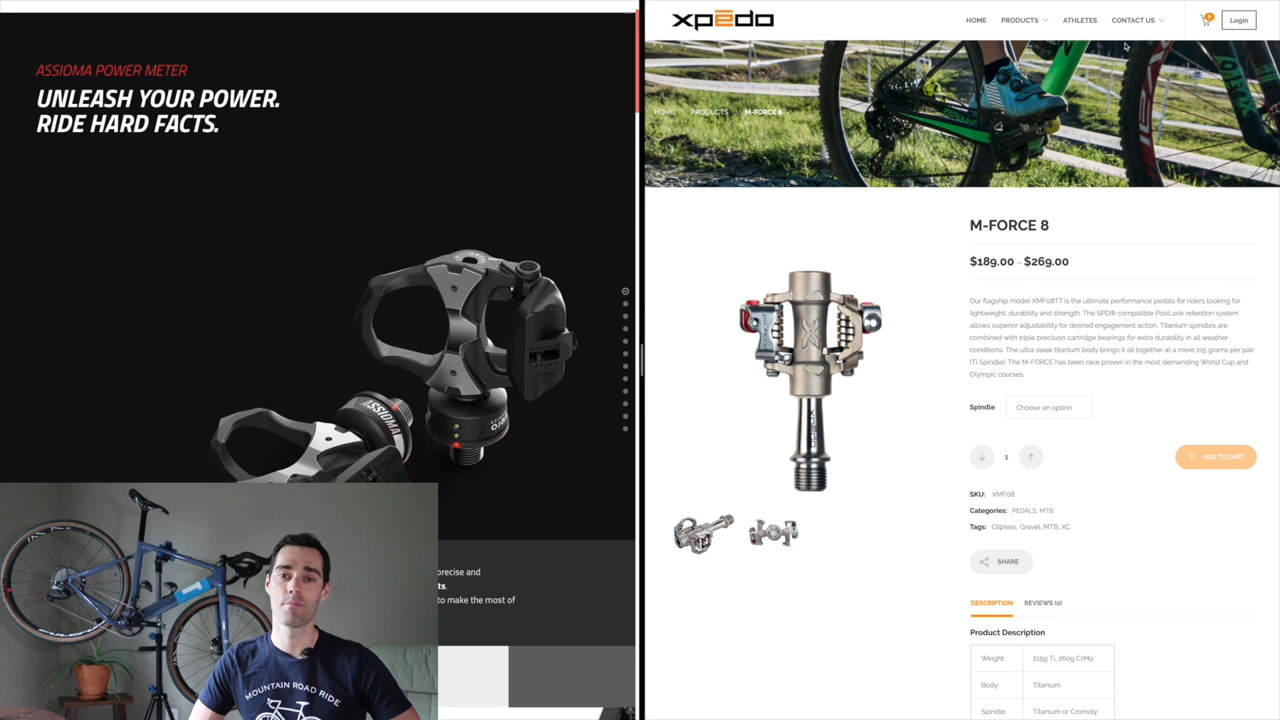 ASSIOMA POWER METER
UNLEASH YOUR POWER.
RIDE HARD FACTS.
ASSIOMA
precise and
ts.
to make the most of
MOUNTAIN ROAD RIDE
xpedo
HOME
PRODUCTS
ATHLETES
CONTACT US
0
Login
HOME
PRODUCTS
M-FORCE 8
M-FORCE 8
$189.00 – $269.00
Our flagship model XMF08TT is the ultimate performance pedals for riders looking for
lightweight, durability and strength. The SPD® compatible PosiLock retention system
allows superior adjustability for desired engagement action. Titanium spindles are
combined with triple precision cartridge bearings for extra durability in all weather
conditions. The ultra sleek titanium body brings it all together at a mere 215 grams per pair
(Ti Spindle). The M-FORCE has been race proven in the most demanding World Cup and
Olympic courses.
Spindle
Choose an option
1
ADD TO CART
SKU: XMF08
Categories: PEDALS, MTB
Tags: Clipless, Gravel, MTB, XC
SHARE
DESCRIPTION
REVIEWS (0)
Product Description
Weight: 215g Ti, 260g CrMo
Body: Titanium
Spindle: Titanium or Cromoly